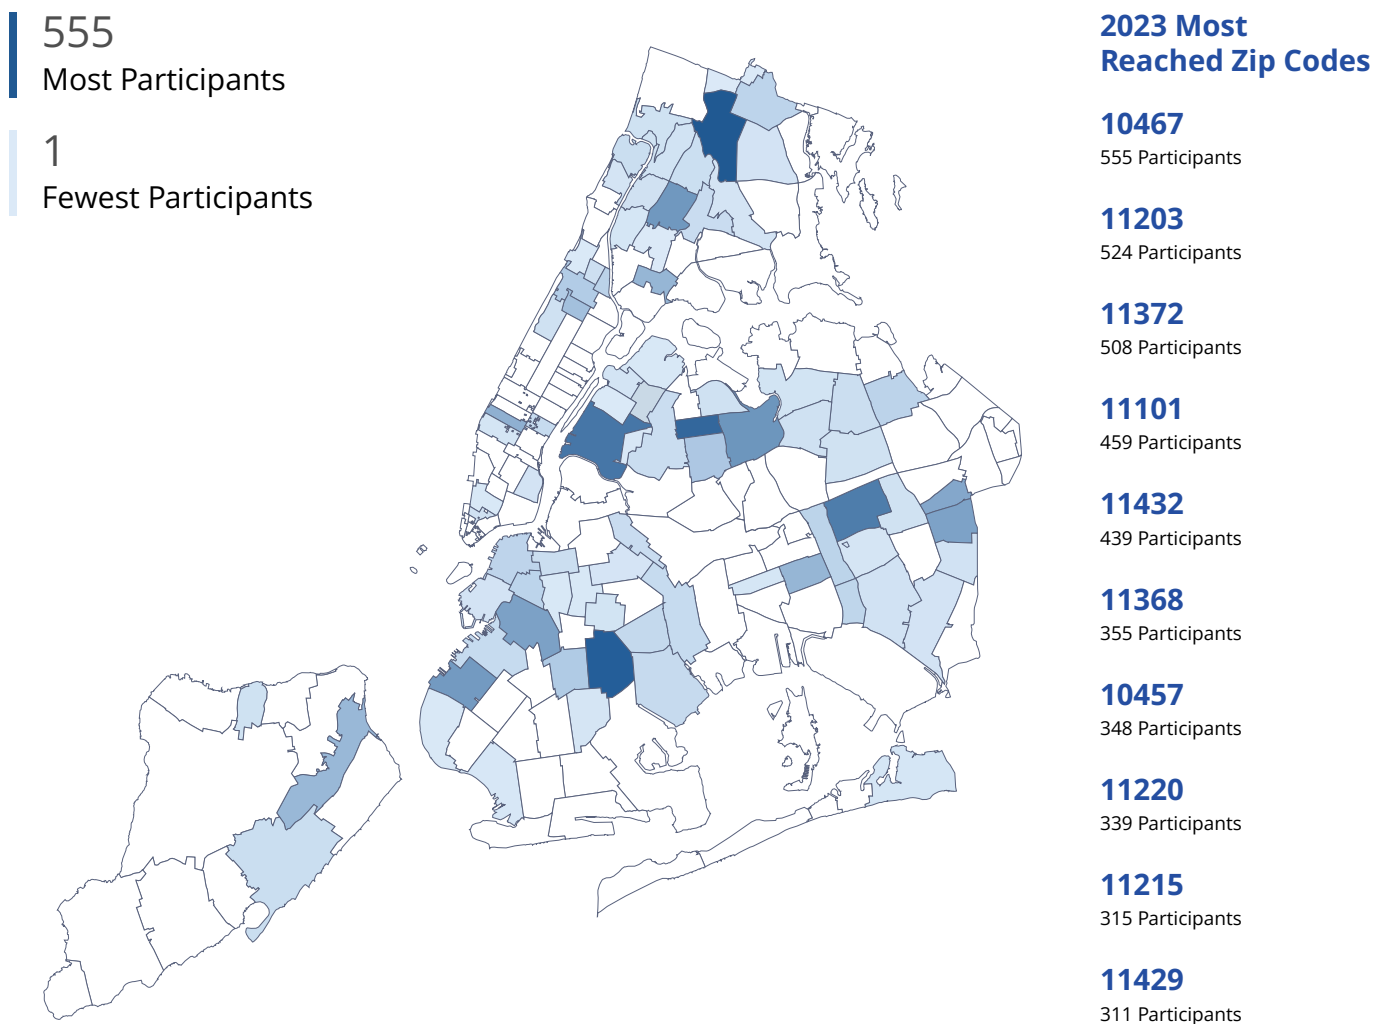 555
Most Participants
1
Fewest Participants
2023 Most
Reached Zip Codes
10467
555 Participants
11203
524 Participants
11372
508 Participants
11101
459 Participants
11432
439 Participants
11368
355 Participants
10457
348 Participants
11220
339 Participants
11215
315 Participants
11429
311 Participants